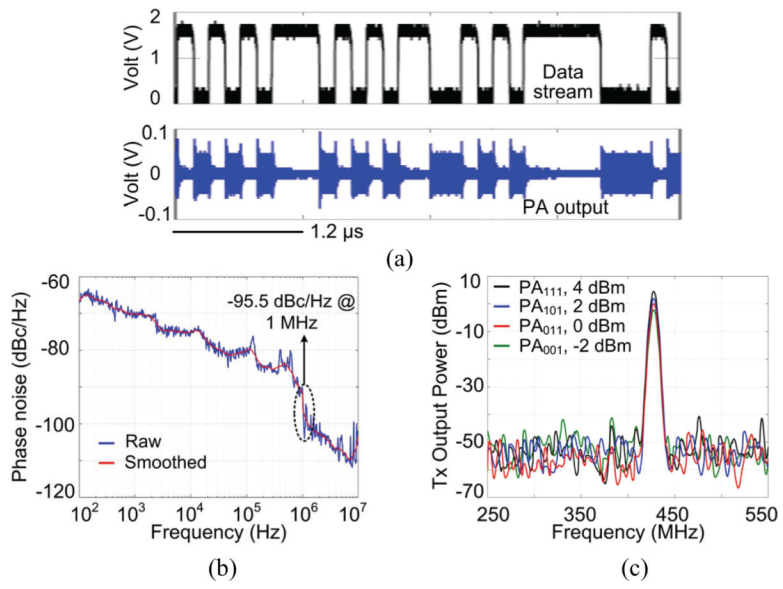 2
Volt (V)
1
0
Data
stream
0.1
Volt (V)
0
-0.1
PA output
1.2 µs
(a)
-60
-80
-100
-120
Phase noise (dBc/Hz)
-95.5 dBc/Hz @
1 MHz
Raw
Smoothed
10² 10³ 10⁴ 10⁵ 10⁶ 10⁷
Frequency (Hz)
(b)
10
-10
-30
-50
-70
Tx Output Power (dBm)
PA₁₁₁, 4 dBm
PA₁₀₁, 2 dBm
PA₀₁₁, 0 dBm
PA₀₀₁, -2 dBm
250 350 450 550
Frequency (MHz)
(c)